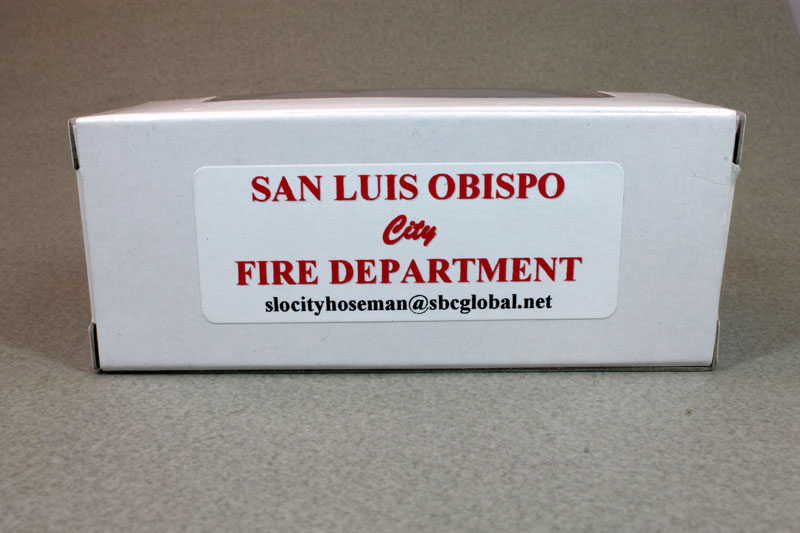 SAN LUIS OBISPO
City
FIRE DEPARTMENT
slocityhoseman@sbcglobal.net